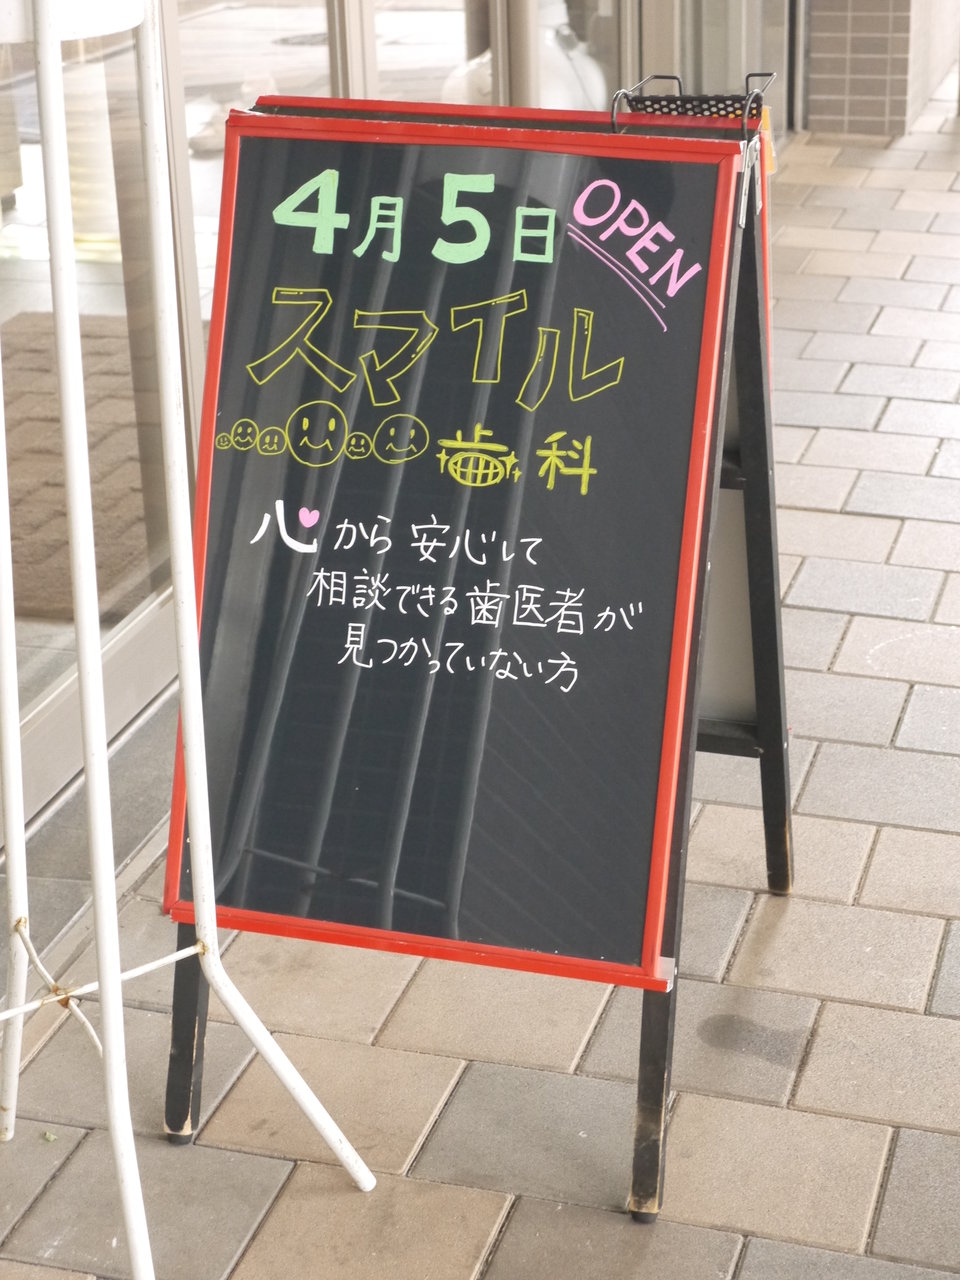 4月5日 OPEN
スマイル
歯科
心から安心して
相談できる歯医者が
見つかっていない方